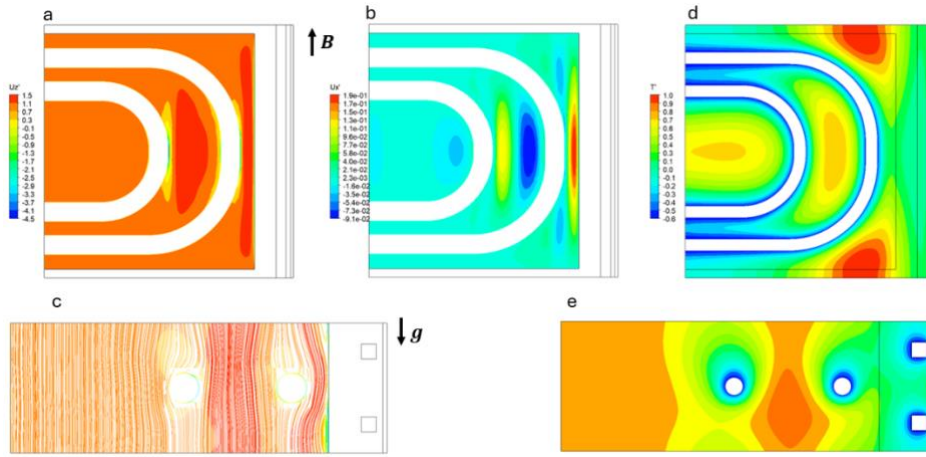 a
b
d
B
Uz'
1.5
1.1
0.7
0.3
-0.1
-0.5
-0.9
-1.3
-1.7
-2.1
-2.5
-2.9
-3.3
-3.7
-4.1
-4.5
Ux'
1.9e-01
1.7e-01
1.5e-01
1.3e-01
1.1e-01
9.6e-02
7.7e-02
5.8e-02
4.0e-02
2.1e-02
2.3e-03
-1.6e-02
-3.5e-02
-5.4e-02
-7.3e-02
-9.1e-02
T'
1.0
0.9
0.8
0.7
0.6
0.5
0.4
0.3
0.2
0.1
0.0
-0.1
-0.2
-0.3
-0.5
-0.6
c
e
g